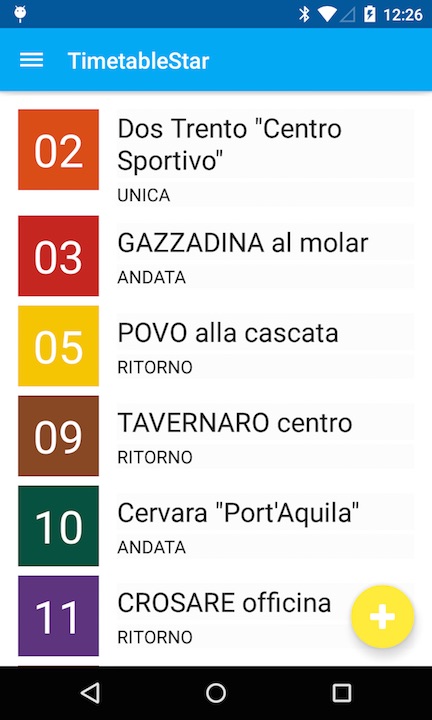 12:26
TimetableStar
02
Dos Trento "Centro
Sportivo"
UNICA
03
GAZZADINA al molar
ANDATA
05
POVO alla cascata
RITORNO
09
TAVERNARO centro
RITORNO
10
Cervara "Port'Aquila"
ANDATA
11
CROSARE officina
RITORNO